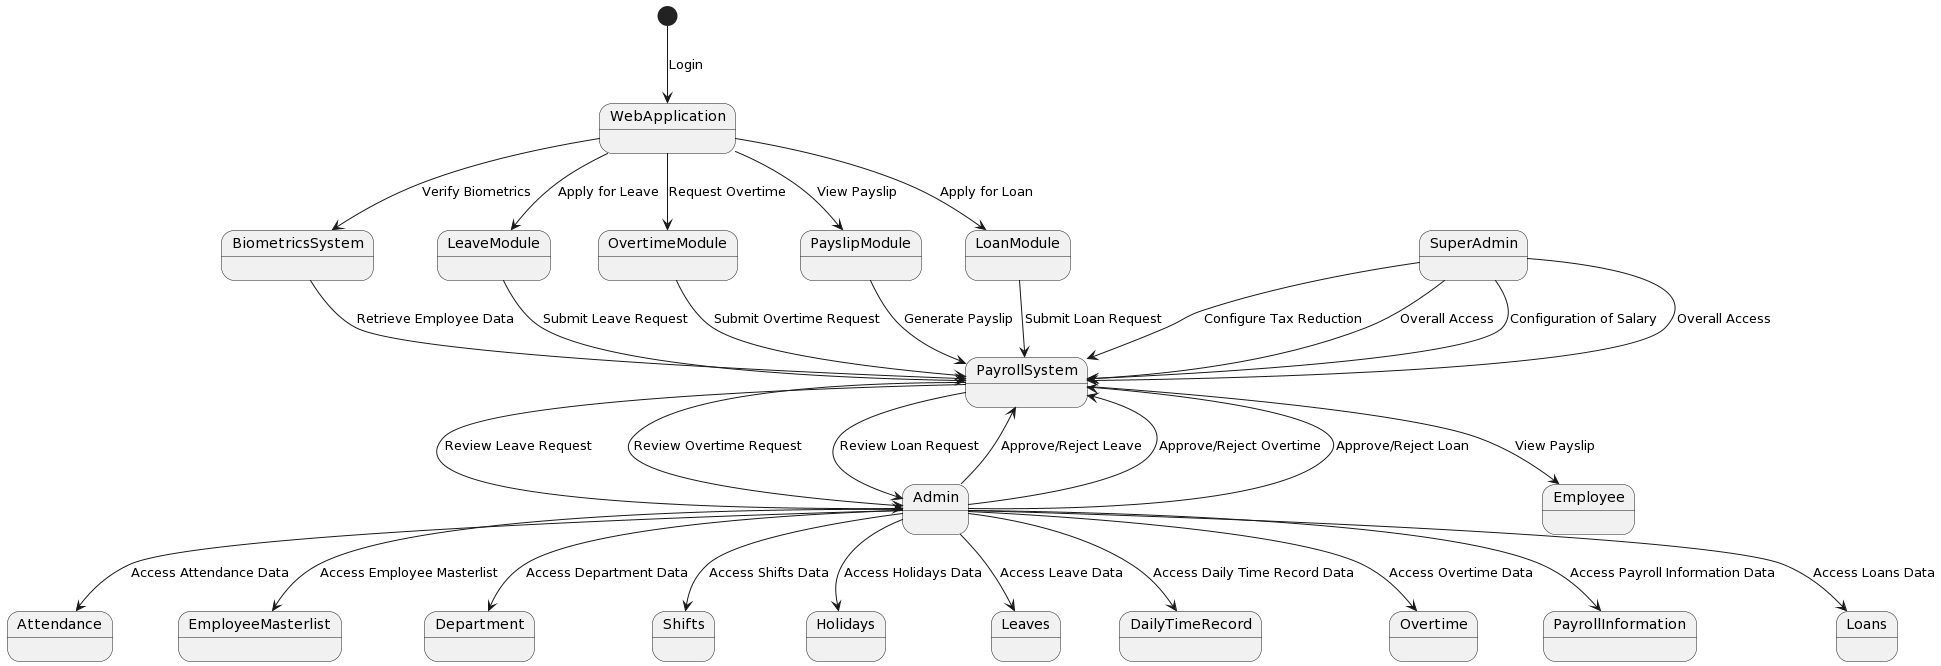 Login
WebApplication
Verify Biometrics
Apply for Leave
Request Overtime
View Payslip
Apply for Loan
BiometricsSystem
LeaveModule
OvertimeModule
PayslipModule
LoanModule
SuperAdmin
Retrieve Employee Data
Submit Leave Request
Submit Overtime Request
Generate Payslip
Submit Loan Request
Configure Tax Reduction
Overall Access
Configuration of Salary
Overall Access
PayrollSystem
Review Leave Request
Review Overtime Request
Review Loan Request
Approve/Reject Leave
Approve/Reject Overtime
Approve/Reject Loan
View Payslip
Admin
Employee
Access Attendance Data
Access Employee Masterlist
Access Department Data
Access Shifts Data
Access Holidays Data
Access Leave Data
Access Daily Time Record Data
Access Overtime Data
Access Payroll Information Data
Access Loans Data
Attendance
EmployeeMasterlist
Department
Shifts
Holidays
Leaves
DailyTimeRecord
Overtime
PayrollInformation
Loans